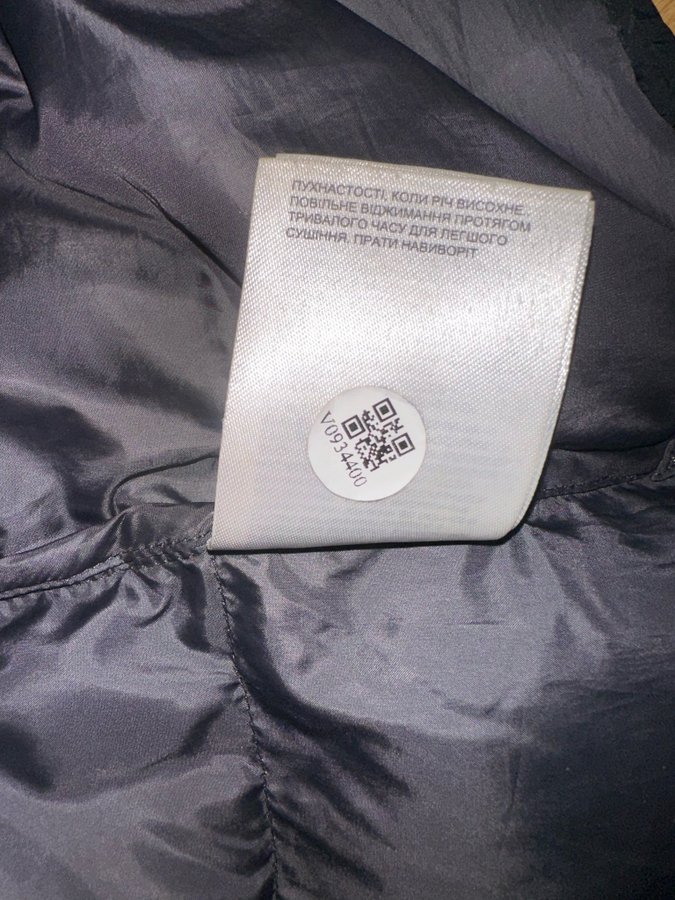 ПУХНАСТОСТІ, КОЛИ РІЧ ВИСОХНЕ.
ПОВІЛЬНЕ ВІДЖИМАННЯ ПРОТЯГОМ
ТРИВАЛОГО ЧАСУ ДЛЯ ЛЕГШОГО
СУШІННЯ. ПРАТИ НАВИВОРІТ
V0934400